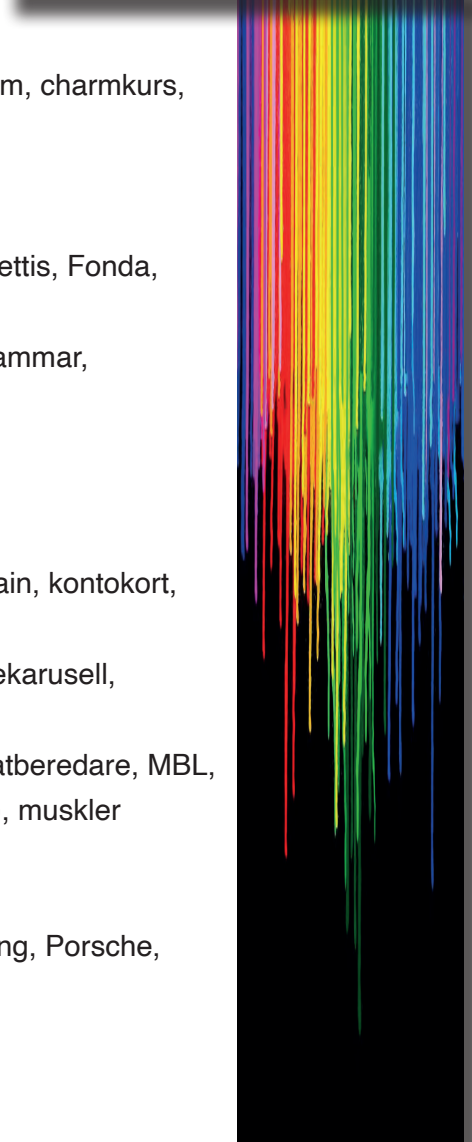 m, charmkurs,
ettis, Fonda,
ammar,
ain, kontokort,
ekarusell,
atberedare, MBL,
, muskler
ng, Porsche,